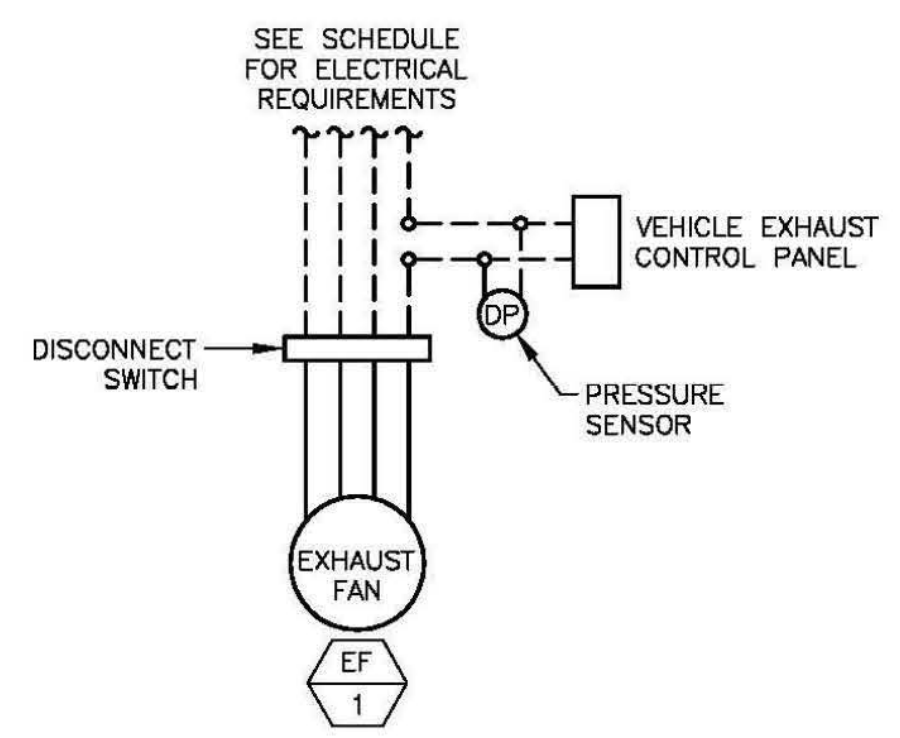 SEE SCHEDULE
FOR ELECTRICAL
REQUIREMENTS
VEHICLE EXHAUST
CONTROL PANEL
DP
DISCONNECT
SWITCH
PRESSURE
SENSOR
EXHAUST
FAN
EF
1